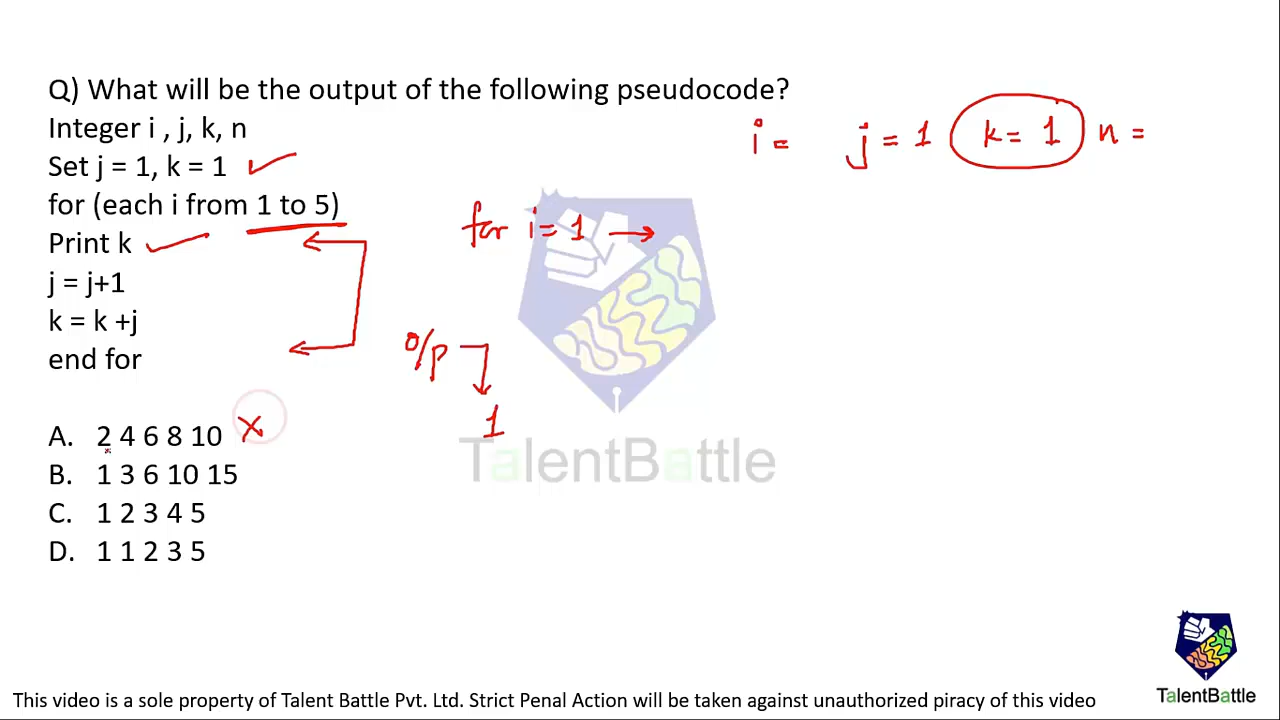 Q) What will be the output of the following pseudocode?
Integer i , j, k, n
i = j = 1 k = 1 n =
Set j = 1, k = 1
for (each i from 1 to 5)
for i = 1 →
Print k
j = j+1
k = k +j
end for
o/p
1
A. 2 4 6 8 10 X
B. 1 3 6 10 15
C. 1 2 3 4 5
D. 1 1 2 3 5
TalentBattle
TalentBattle
This video is a sole property of Talent Battle Pvt. Ltd. Strict Penal Action will be taken against unauthorized piracy of this video